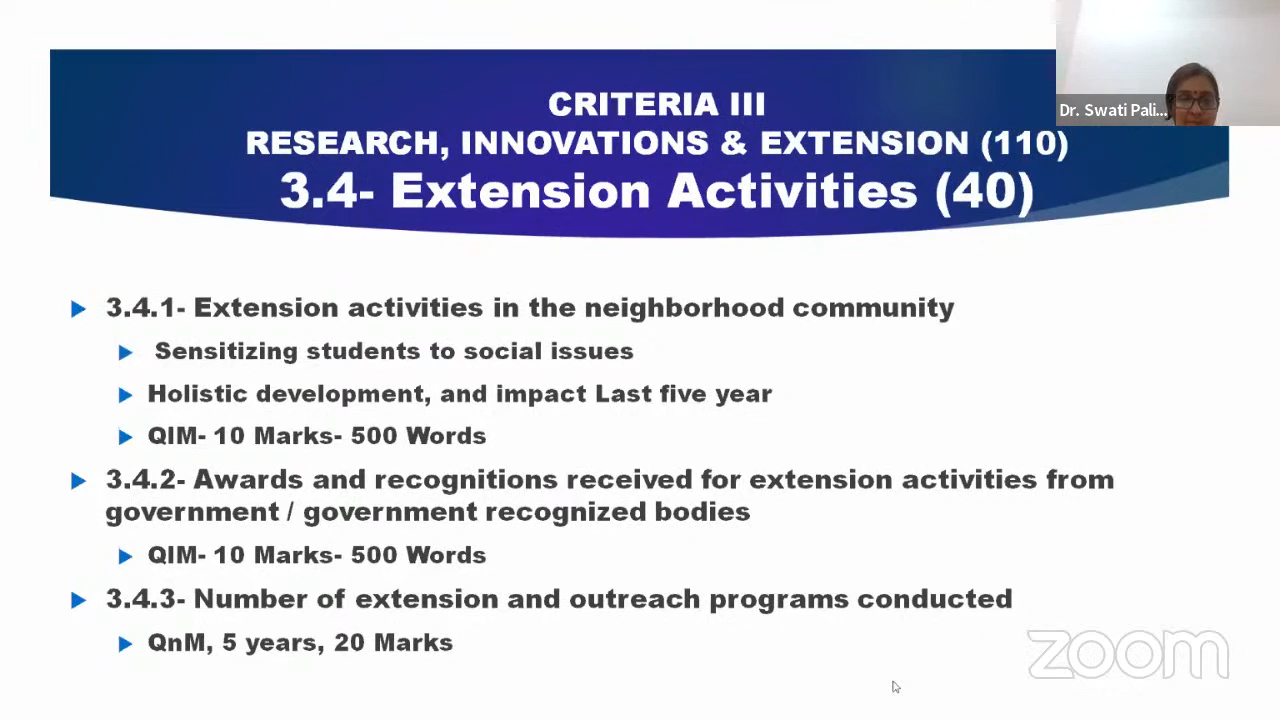 CRITERIA III
RESEARCH, INNOVATIONS & EXTENSION (110)
3.4- Extension Activities (40)
Dr. Swati Pali...
3.4.1- Extension activities in the neighborhood community
Sensitizing students to social issues
Holistic development, and impact Last five year
QIM- 10 Marks- 500 Words
3.4.2- Awards and recognitions received for extension activities from
government / government recognized bodies
QIM- 10 Marks- 500 Words
3.4.3- Number of extension and outreach programs conducted
QnM, 5 years, 20 Marks
zoom